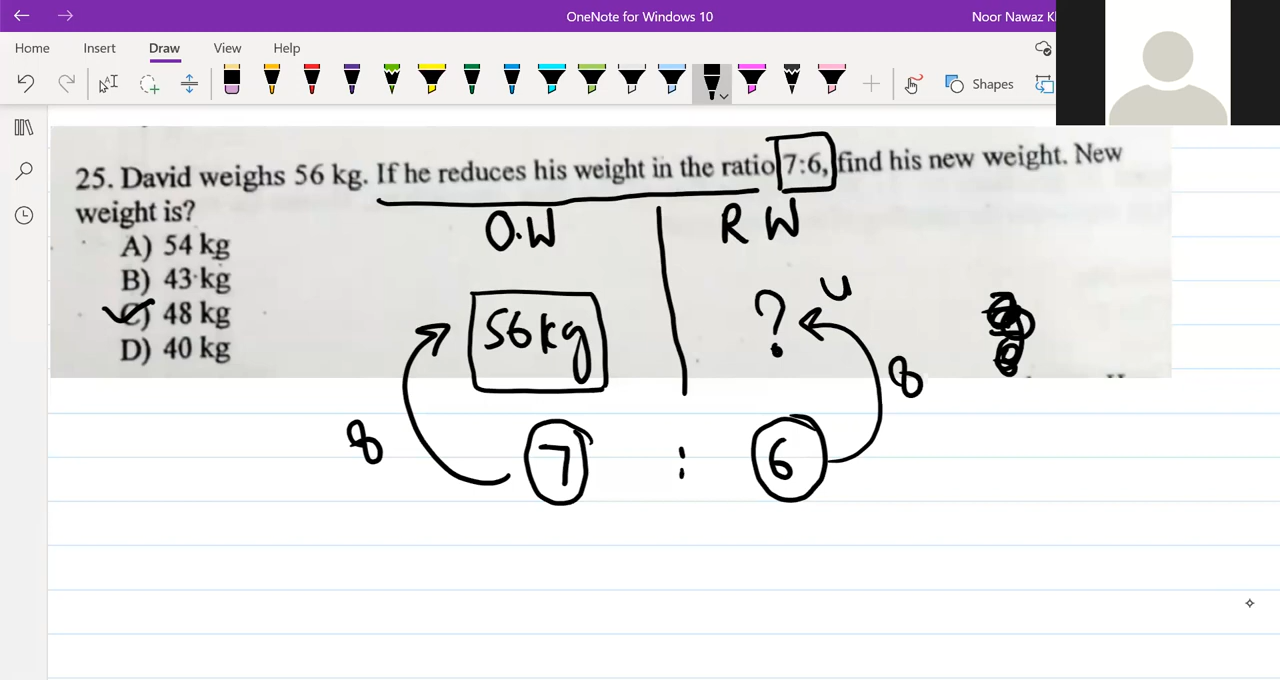 OneNote for Windows 10
Noor Nawaz Kh
Home Insert Draw View Help
Shapes
25. David weighs 56 kg. If he reduces his weight in the ratio 7:6, find his new weight. New
weight is?
A) 54 kg
B) 43 kg
C) 48 kg
D) 40 kg
O.W R W
56kg ? u
8 8
7 : 6